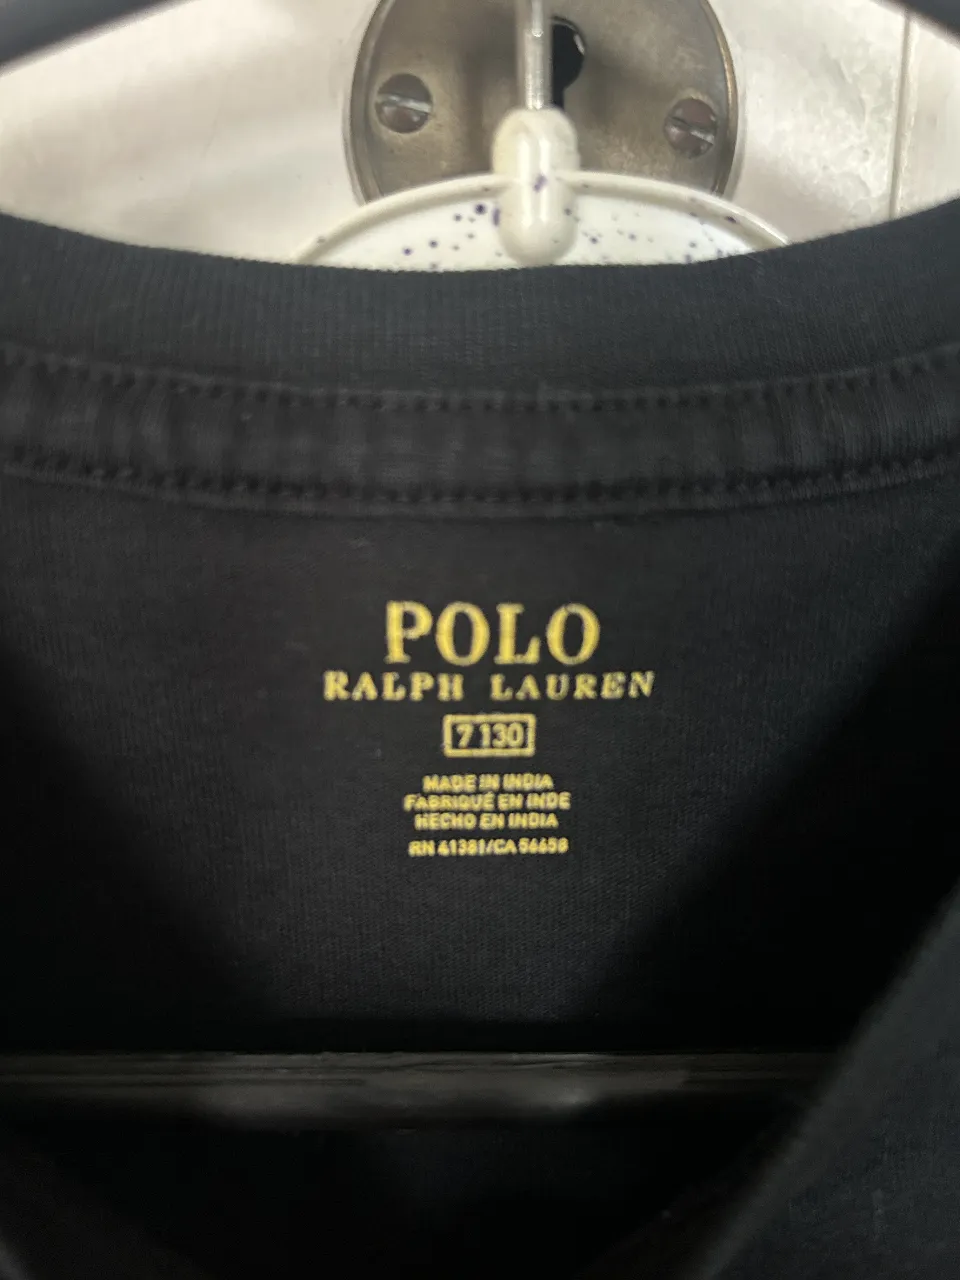 POLO
RALPH LAUREN
7 130
MADE IN INDIA
FABRIQUÉ EN INDE
HECHO EN INDIA
RN 41381/CA 56658